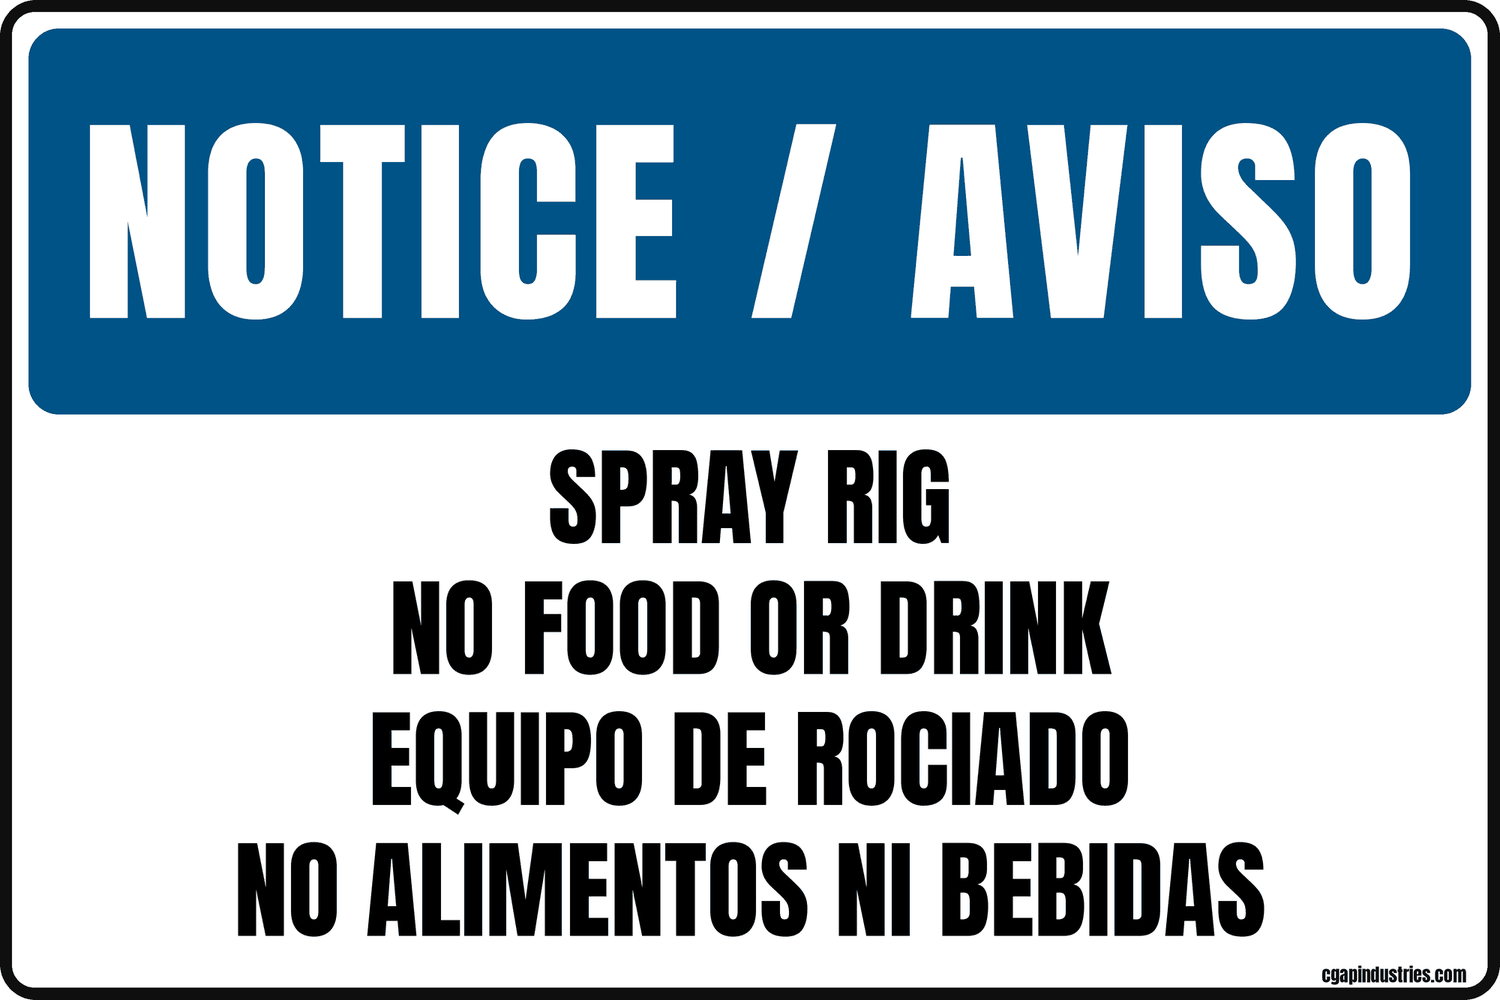 NOTICE / AVISO
SPRAY RIG
NO FOOD OR DRINK
EQUIPO DE ROCIADO
NO ALIMENTOS NI BEBIDAS
cgapindustries.com